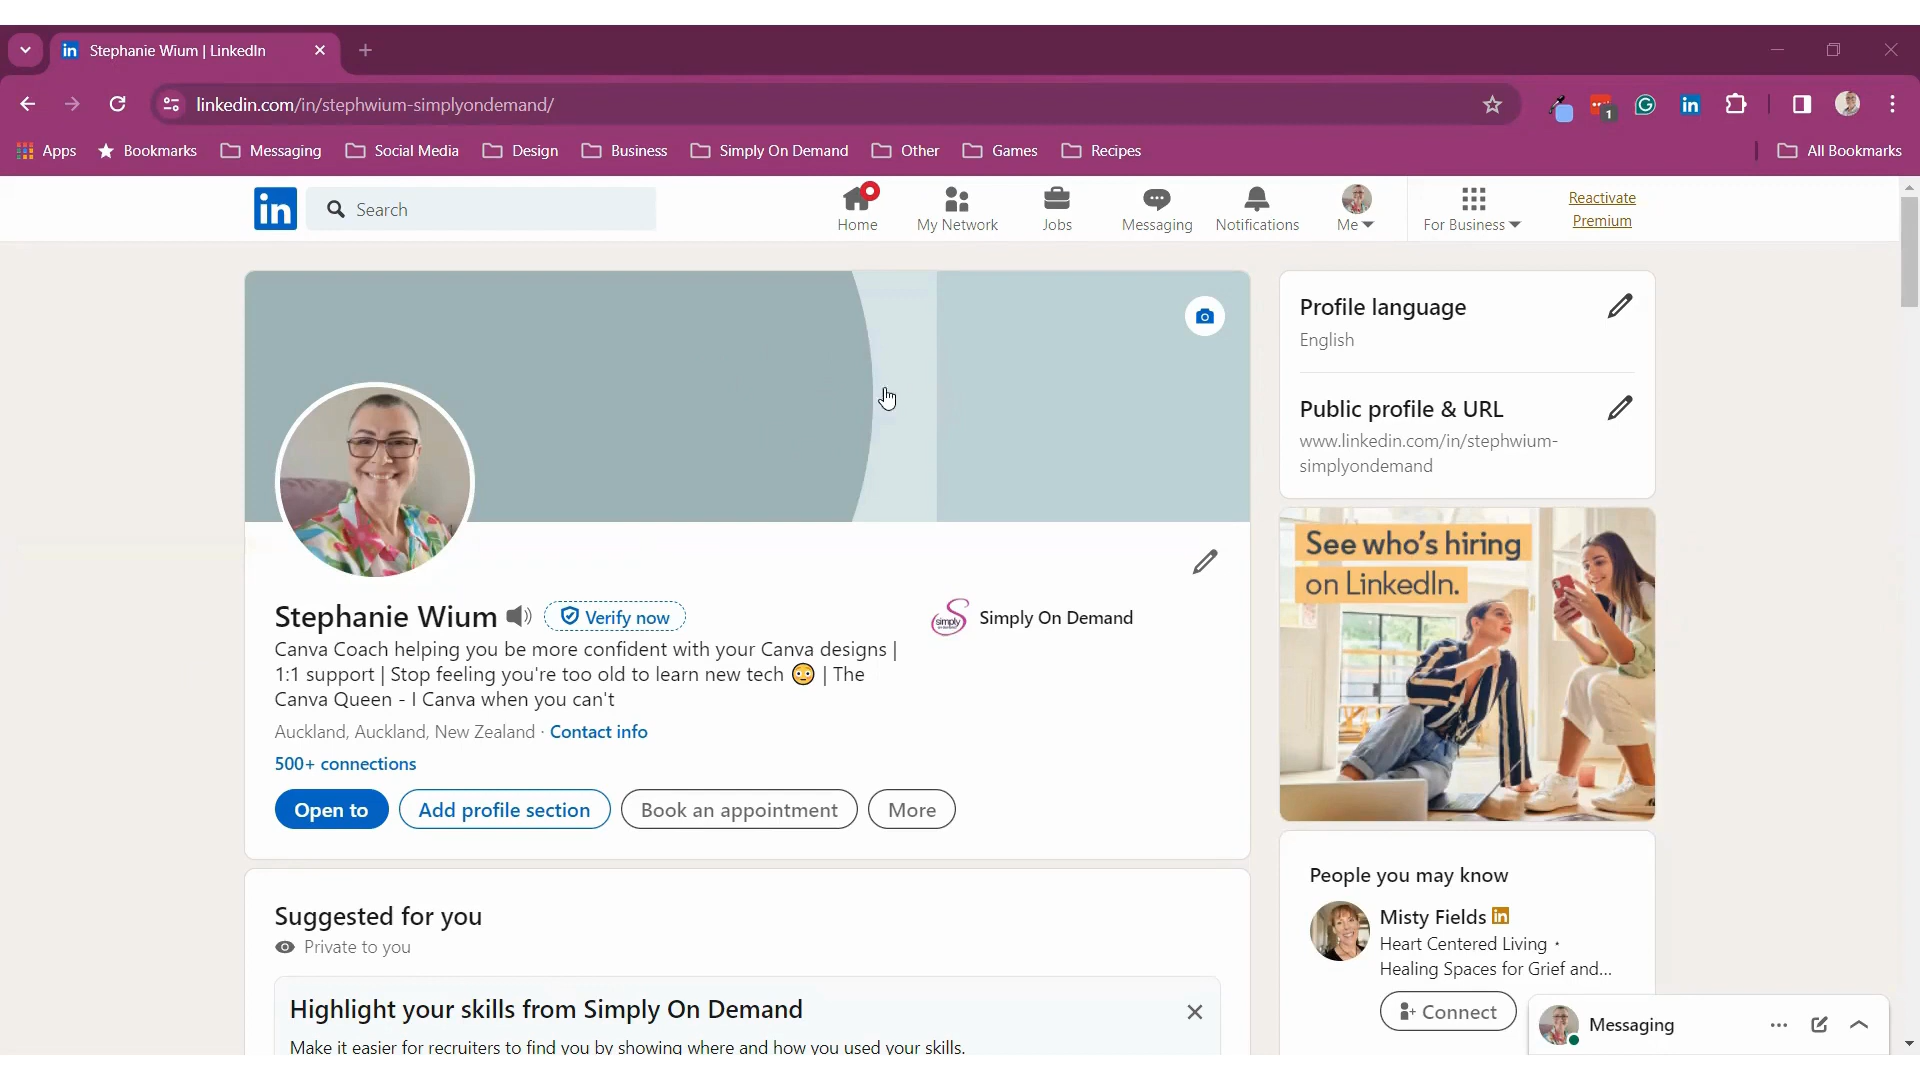 Stephanie Wium | LinkedIn
linkedin.com/in/stephwium-simplyondemand/
1
Apps Bookmarks Messaging Social Media Design Business Simply On Demand Other Games Recipes All Bookmarks
in Search
Home My Network Jobs Messaging Notifications Me For Business Reactivate
Premium
Profile language
English
Public profile & URL
www.linkedin.com/in/stephwium-
simplyondemand
See who's hiring
on LinkedIn.
Stephanie Wium Verify now
simply Simply On Demand
Canva Coach helping you be more confident with your Canva designs |
1:1 support | Stop feeling you're too old to learn new tech 😳 | The
Canva Queen - I Canva when you can't
Auckland, Auckland, New Zealand · Contact info
500+ connections
Open to Add profile section Book an appointment More
Suggested for you
Private to you
Highlight your skills from Simply On Demand
Make it easier for recruiters to find you by showing where and how you used your skills.
People you may know
Misty Fields in
Heart Centered Living •
Healing Spaces for Grief and...
Connect
Messaging